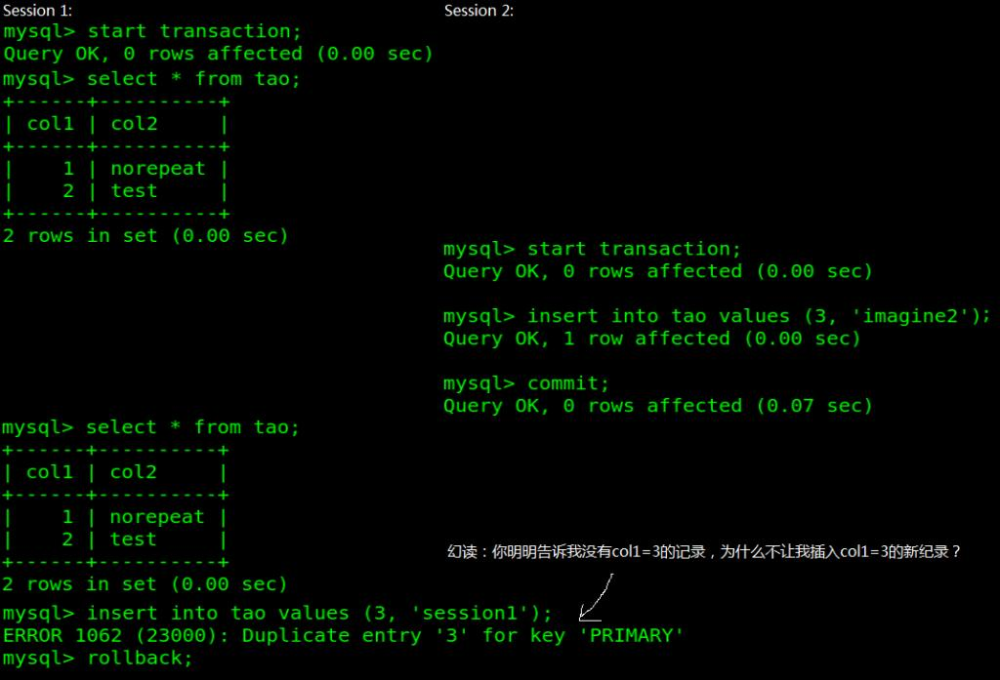 Session 1:
Session 2:
mysql> start transaction;
Query OK, 0 rows affected (0.00 sec)
mysql> select * from tao;
+------+----------+
| col1 | col2     |
+------+----------+
|    1 | norepeat |
|    2 | test     |
+------+----------+
2 rows in set (0.00 sec)
mysql> start transaction;
Query OK, 0 rows affected (0.00 sec)
mysql> insert into tao values (3, 'imagine2');
Query OK, 1 row affected (0.00 sec)
mysql> commit;
Query OK, 0 rows affected (0.07 sec)
mysql> select * from tao;
+------+----------+
| col1 | col2     |
+------+----------+
|    1 | norepeat |
|    2 | test     |
+------+----------+
2 rows in set (0.00 sec)
幻读：你明明告诉我没有col1=3的记录，为什么不让我插入col1=3的新纪录？
mysql> insert into tao values (3, 'session1');
ERROR 1062 (23000): Duplicate entry '3' for key 'PRIMARY'
mysql> rollback;